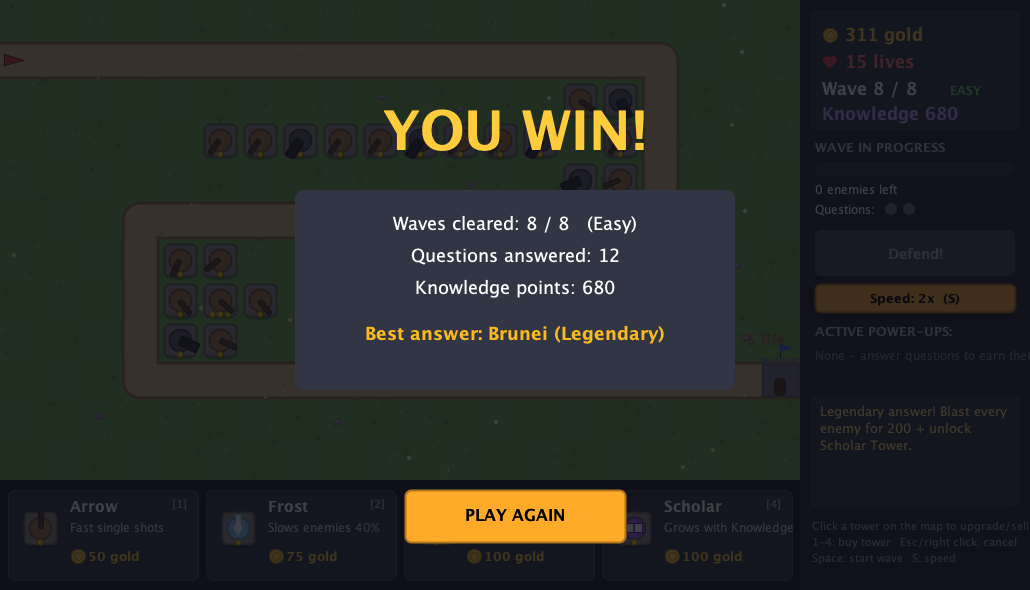 YOU WIN!
Waves cleared: 8 / 8 (Easy)
Questions answered: 12
Knowledge points: 680
Best answer: Brunei (Legendary)
PLAY AGAIN
311 gold
15 lives
Wave 8 / 8 EASY
Knowledge 680
WAVE IN PROGRESS
0 enemies left
Questions:
Defend!
Speed: 2x (S)
ACTIVE POWER-UPS:
None - answer questions to earn the
-5 life
Legendary answer! Blast every
enemy for 200 + unlock
Scholar Tower.
Click a tower on the map to upgrade/sell
1-4: buy tower Esc/right click: cancel
Space: start wave S: speed
Arrow [1]
Fast single shots
50 gold
Frost [2]
Slows enemies 40%
75 gold
100 gold
Scholar [4]
Grows with Knowledge
100 gold